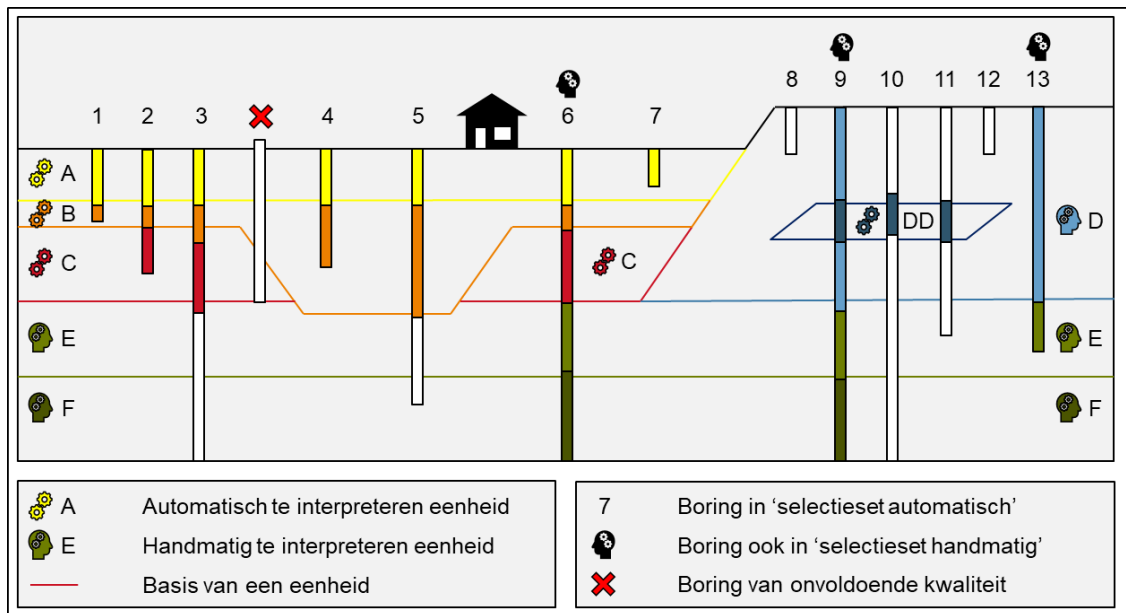 8 9 10 11 12 13
1 2 3 4 5 6 7
A
B
DD D
C C
E E
F F
A Automatisch te interpreteren eenheid
E Handmatig te interpreteren eenheid
Basis van een eenheid
7 Boring in ‘selectieset automatisch’
Boring ook in ‘selectieset handmatig’
Boring van onvoldoende kwaliteit